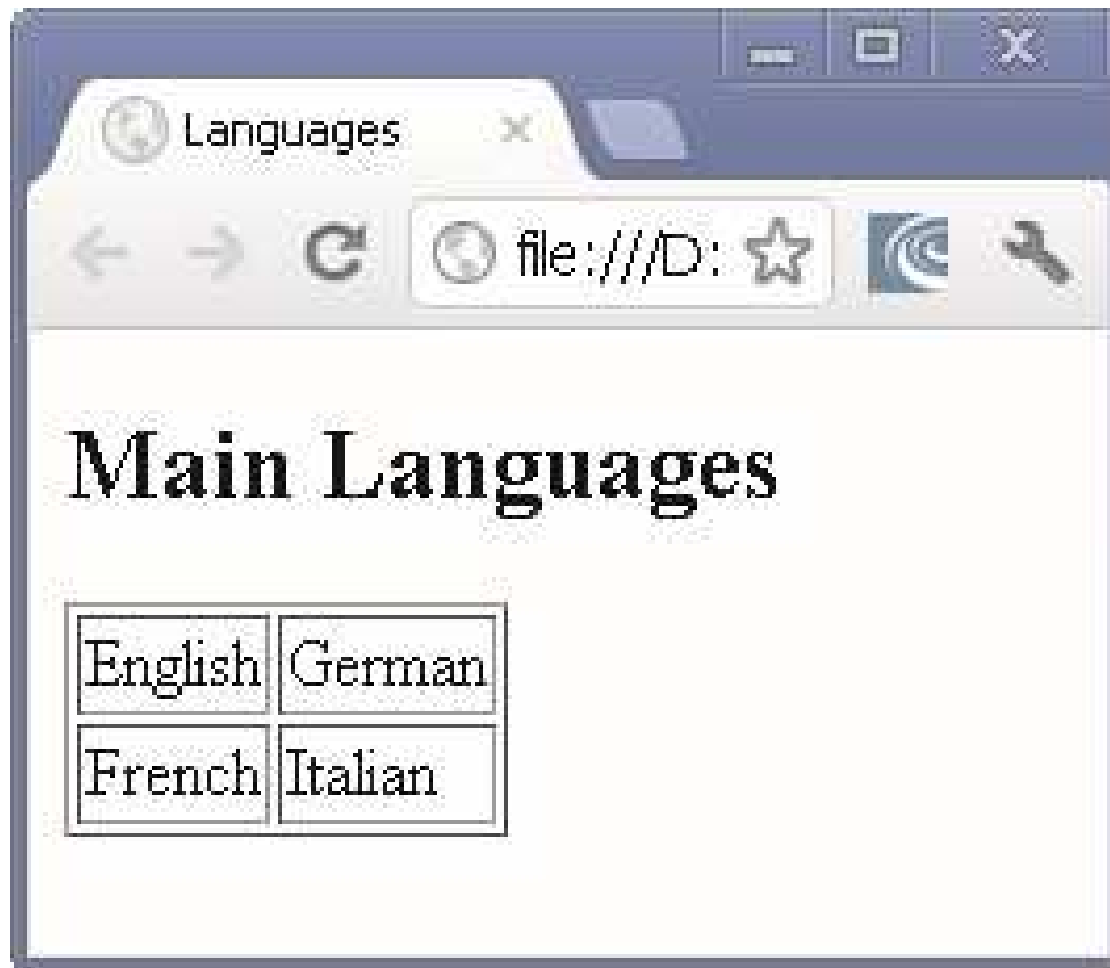 Languages
file:///D:
Main Languages
English German
French Italian